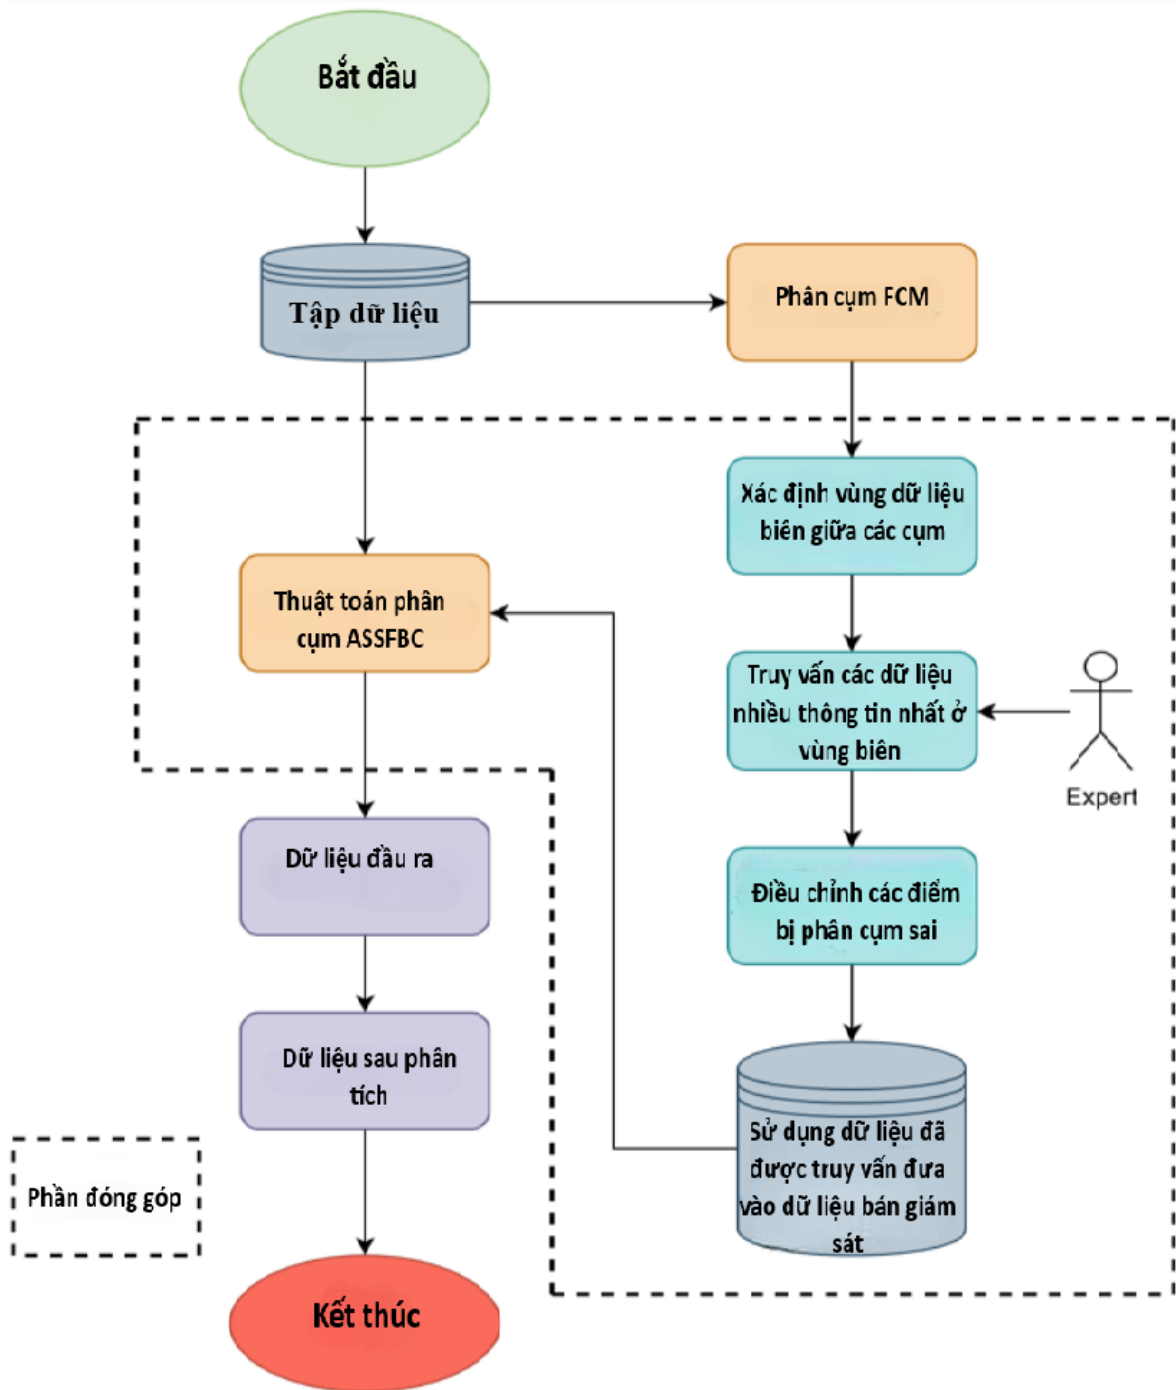 Bắt đầu
Tập dữ liệu
Phân cụm FCM
Xác định vùng dữ liệu
biên giữa các cụm
Thuật toán phân
cụm ASSFBC
Truy vấn các dữ liệu
nhiều thông tin nhất ở
vùng biên
Expert
Dữ liệu đầu ra
Điều chỉnh các điểm
bị phân cụm sai
Dữ liệu sau phân
tích
Sử dụng dữ liệu đã
được truy vấn đưa
vào dữ liệu bán giám
sát
Phần đóng góp
Kết thúc